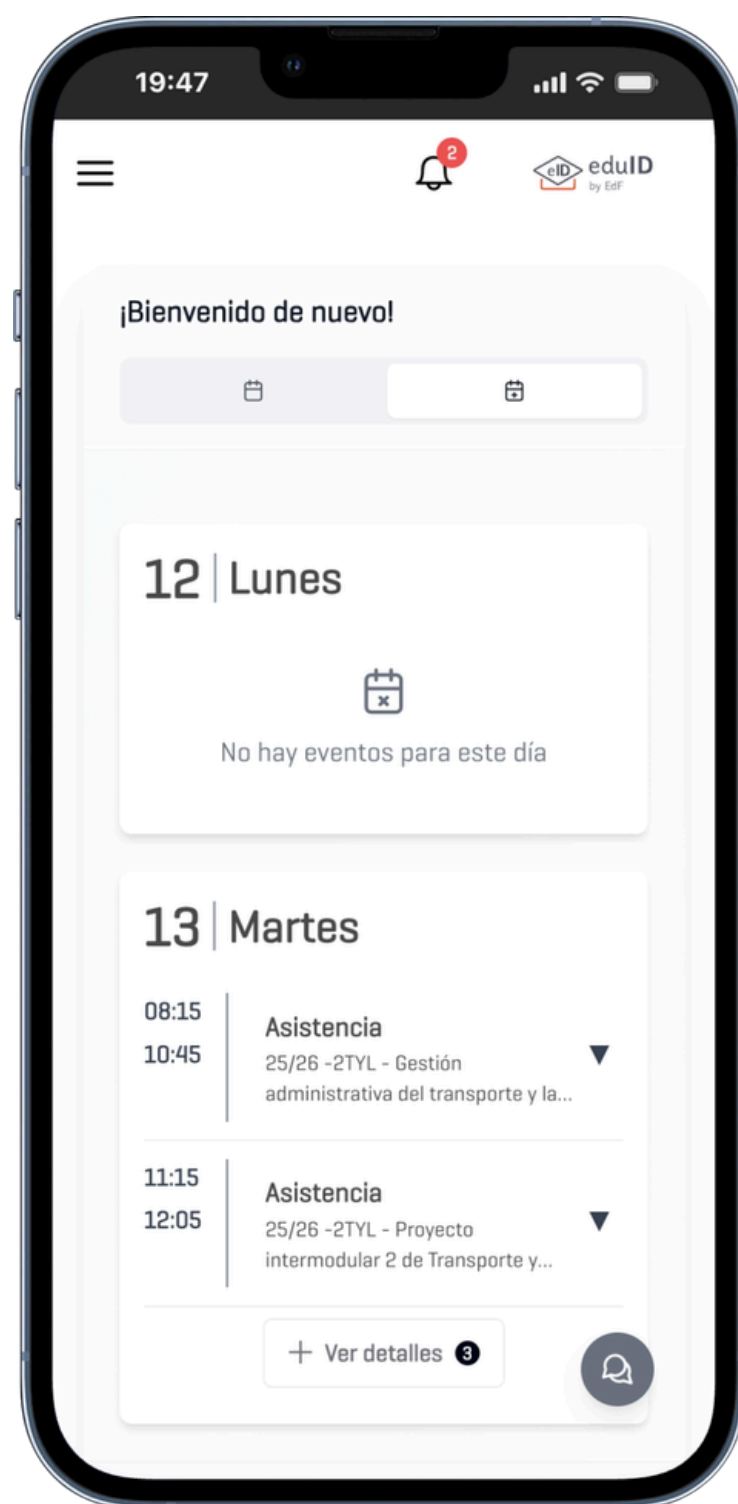 19:47
2
eID
eduID
by EdF
¡Bienvenido de nuevo!
12 Lunes
No hay eventos para este día
13 Martes
08:15
10:45
Asistencia
25/26 -2TYL - Gestión
administrativa del transporte y la...
11:15
12:05
Asistencia
25/26 -2TYL - Proyecto
intermodular 2 de Transporte y...
+ Ver detalles 3